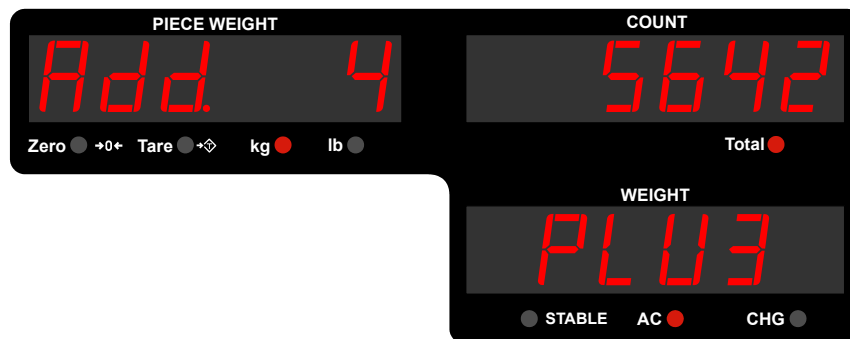 PIECE WEIGHT COUNT
Add. 4 5642
Zero →0← Tare →T← kg lb Total
WEIGHT
PLU3
STABLE AC CHG